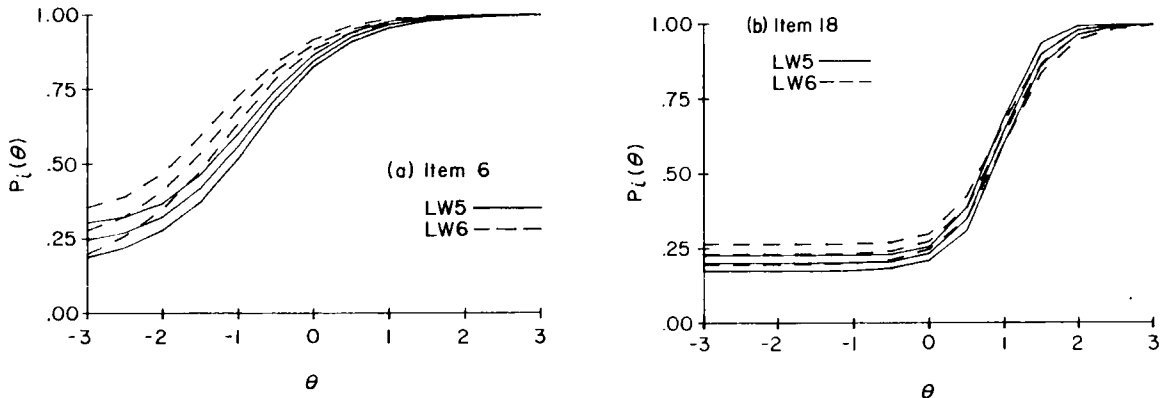 1.00
.75
.50
.25
.00
Pi(θ)
-3 -2 -1 0 1 2 3
θ
(a) Item 6
LW5
LW6
1.00
.75
.50
.25
.00
Pi(θ)
-3 -2 -1 0 1 2 3
θ
(b) Item 18
LW5
LW6